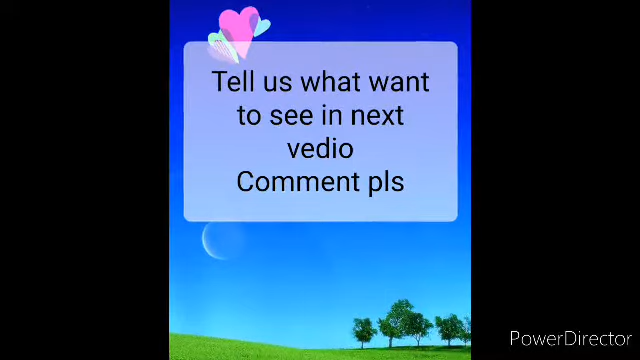 Tell us what want
to see in next
vedio
Comment pls
PowerDirector